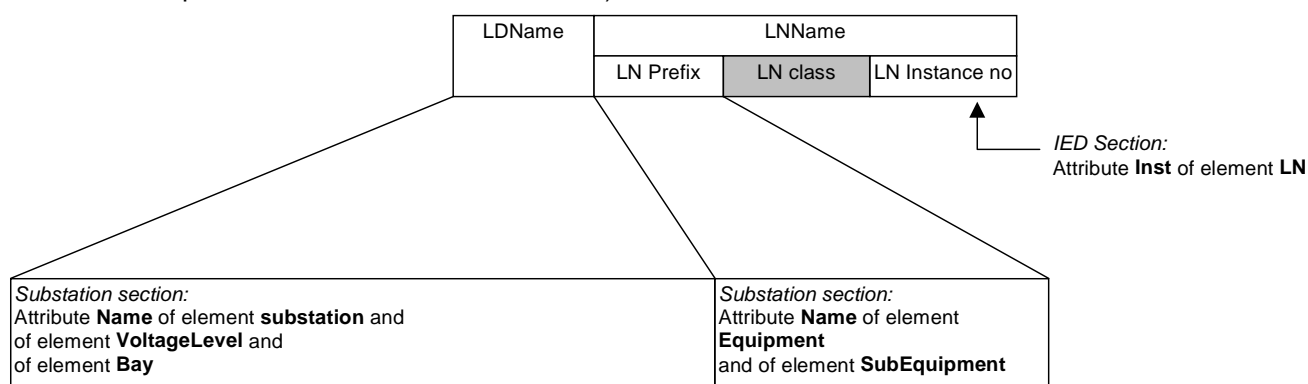 LDName
LNName
LN Prefix
LN class
LN Instance no
IED Section:
Attribute Inst of element LN
Substation section:
Attribute Name of element substation and
of element VoltageLevel and
of element Bay
Substation section:
Attribute Name of element
Equipment
and of element SubEquipment